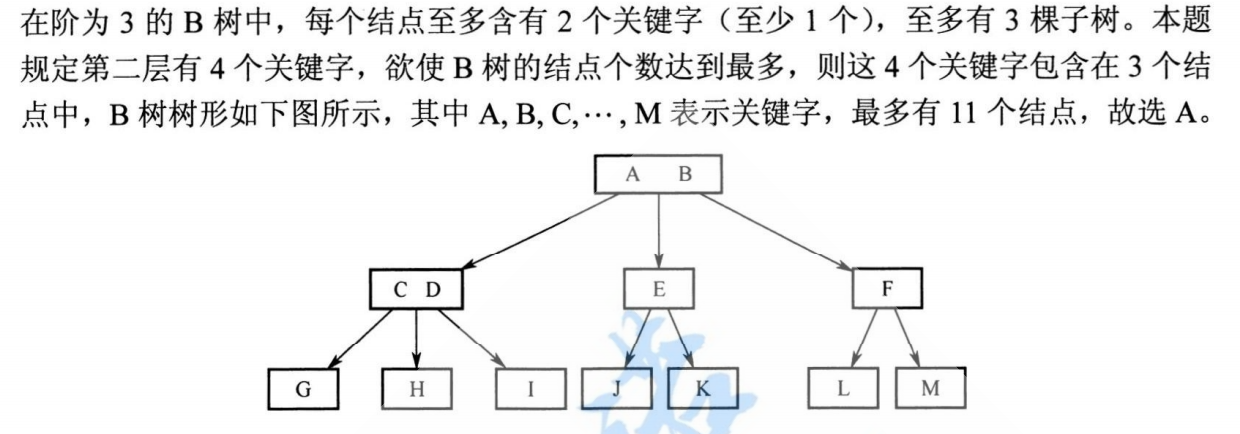 在阶为 3 的 B 树中，每个结点至多含有 2 个关键字（至少 1 个），至多有 3 棵子树。本题
规定第二层有 4 个关键字，欲使 B 树的结点个数达到最多，则这 4 个关键字包含在 3 个结
点中，B 树树形如下图所示，其中 A, B, C,…, M 表示关键字，最多有 11 个结点，故选 A。
A B
C D E F
G H I J K L M